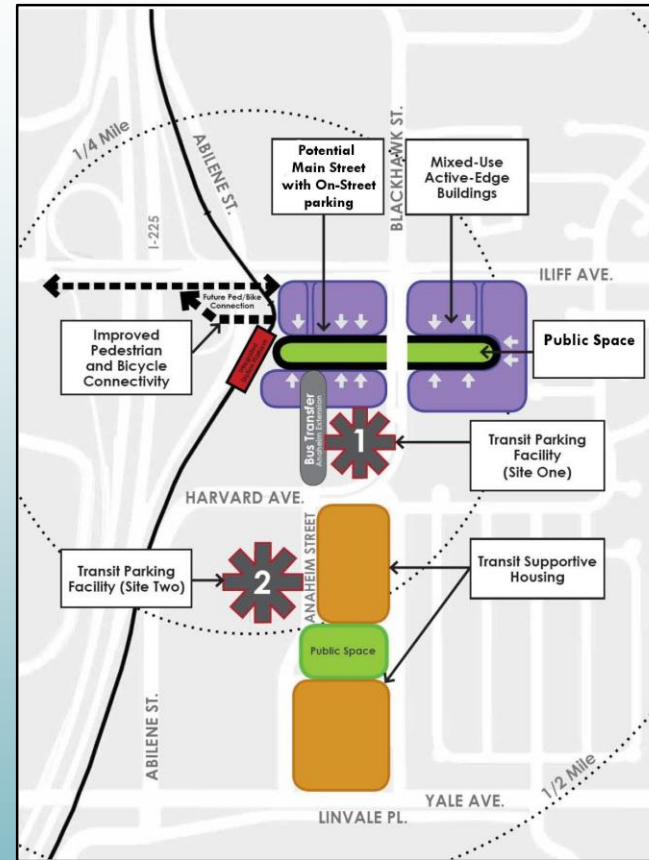 1/4 Mile
ABILENE ST.
I-225
Potential
Main Street
with On-Street
parking
BLACKHAWK ST.
Mixed-Use
Active-Edge
Buildings
ILIFF AVE.
Future Ped/Bike
Connection
Improved
Pedestrian
and Bicycle
Connectivity
Public Space
Bus Transfer
Anaheim Extension
1
Transit Parking
Facility
(Site One)
HARVARD AVE.
ANAHEIM STREET
Transit Parking
Facility (Site Two)
2
Transit Supportive
Housing
Public Space
ABILENE ST.
1/2 Mile
YALE AVE.
LINVALE PL.